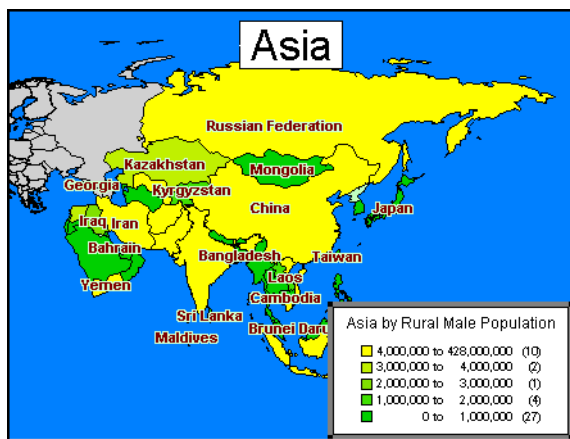 Asia
Russian Federation
Kazakhstan
Mongolia
Georgia
Kyrgyzstan
China
Japan
Iraq
Iran
Bahrain
Bangladesh
Taiwan
Laos
Yemen
Cambodia
Sri Lanka
Brunei Daru
Maldives
Asia by Rural Male Population
4,000,000 to 428,000,000 (10)
3,000,000 to 4,000,000 (2)
2,000,000 to 3,000,000 (1)
1,000,000 to 2,000,000 (4)
0 to 1,000,000 (27)